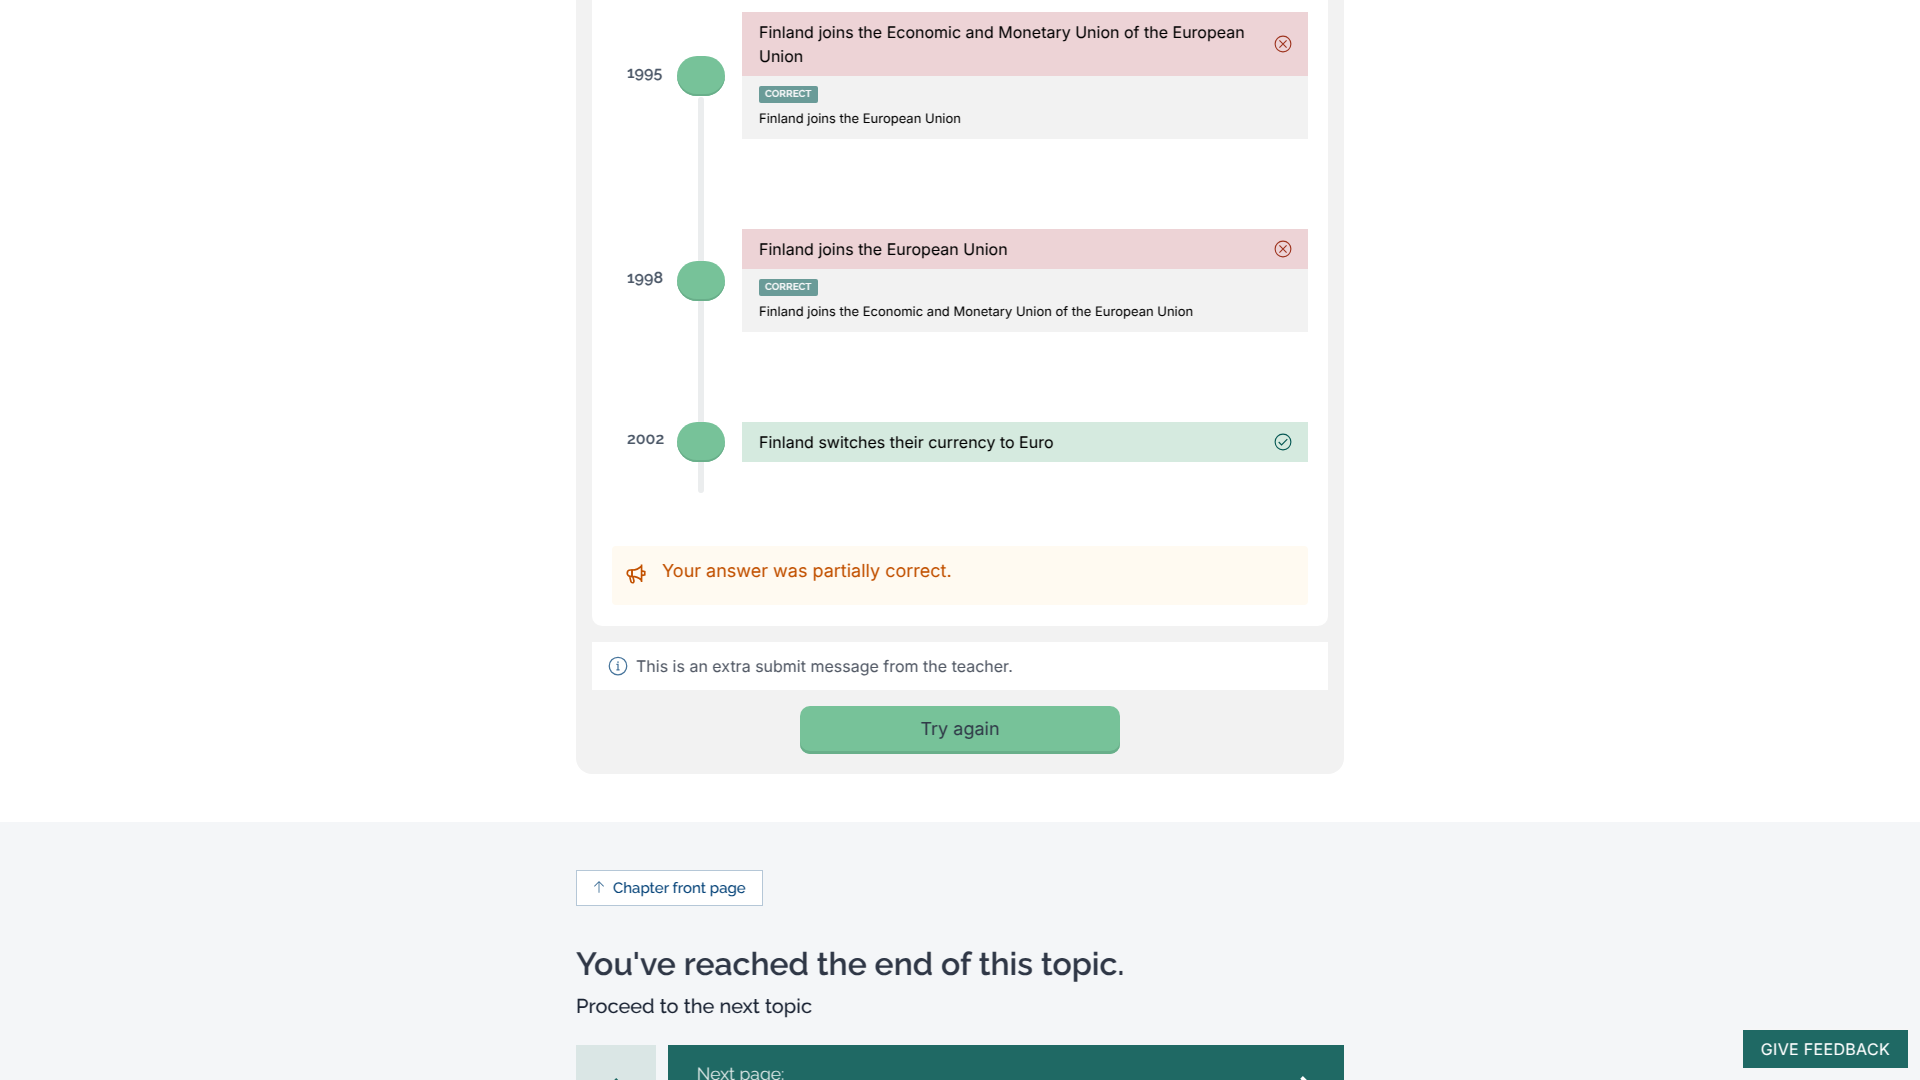 Finland joins the Economic and Monetary Union of the European
Union
1995
CORRECT
Finland joins the European Union
Finland joins the European Union
1998
CORRECT
Finland joins the Economic and Monetary Union of the European Union
2002
Finland switches their currency to Euro
Your answer was partially correct.
This is an extra submit message from the teacher.
Try again
Chapter front page
You've reached the end of this topic.
Proceed to the next topic
GIVE FEEDBACK
Next page: